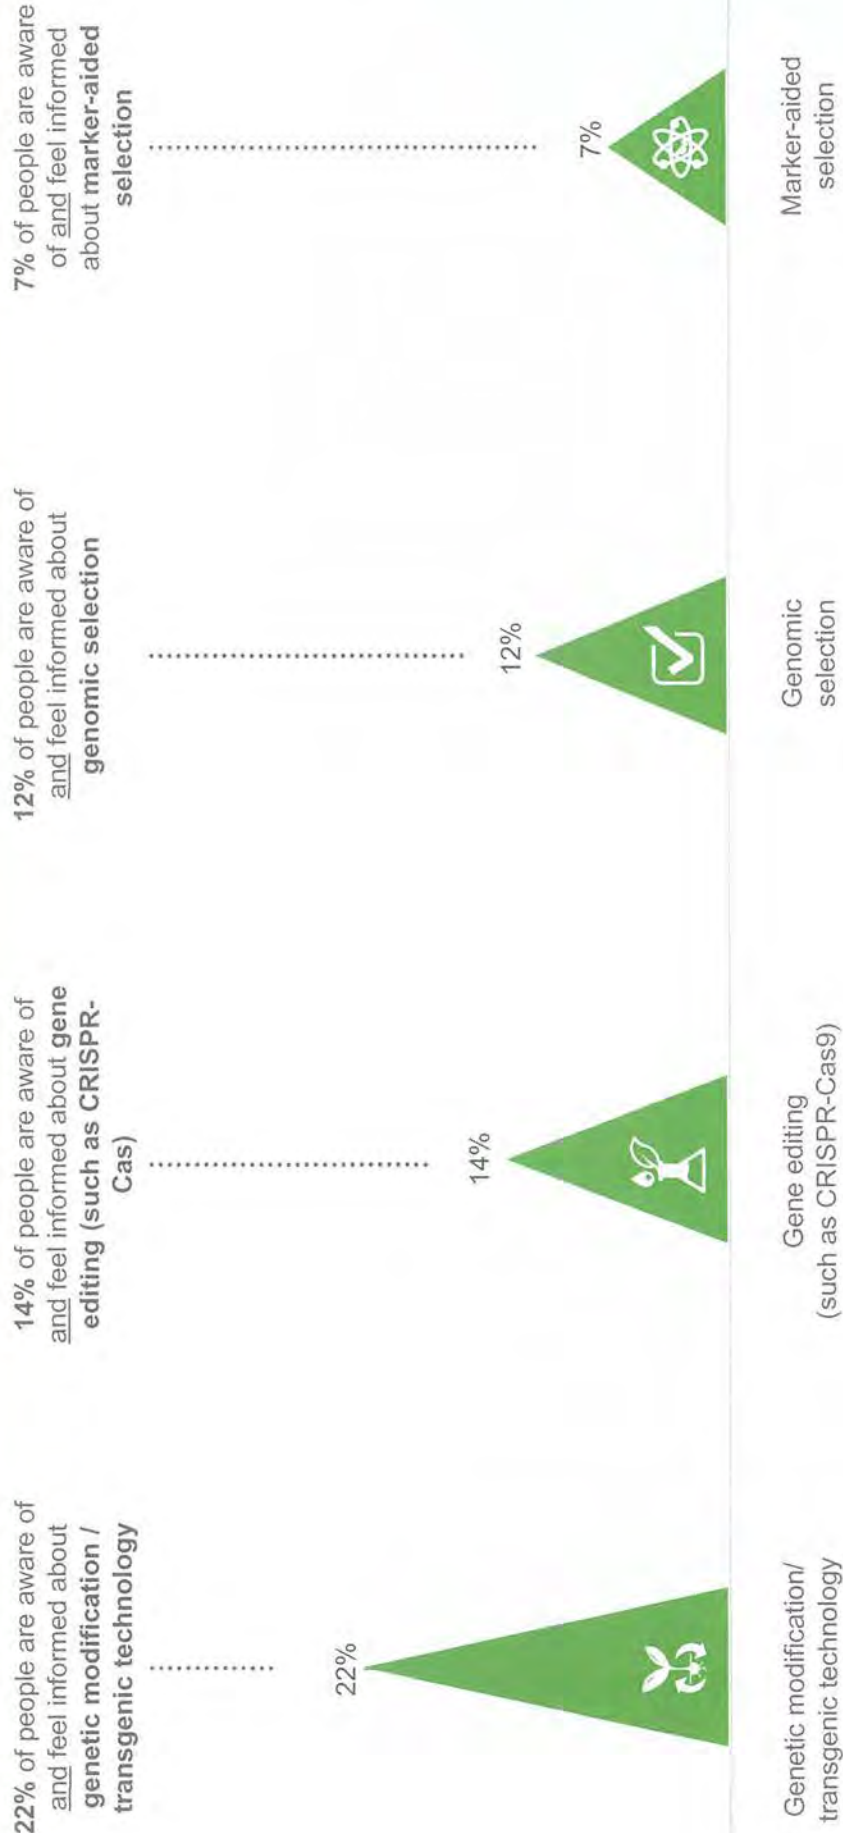 22% of people are aware of
and feel informed about
genetic modification /
transgenic technology
14% of people are aware of
and feel informed about gene
editing (such as CRISPR-
Cas)
12% of people are aware of
and feel informed about
genomic selection
7% of people are aware
of and feel informed
about marker-aided
selection
22%
14%
12%
7%
Genetic modification/
transgenic technology
Gene editing
(such as CRISPR-Cas9)
Genomic
selection
Marker-aided
selection